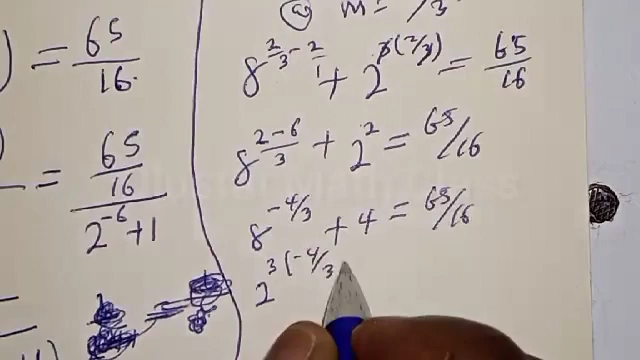 ) = 65/16
= (65/16)/(2^-6 + 1)
@ m = 2/3
8^(2/3 - 2/1) + 2^(3(2/3)) = 65/16
8^((2-6)/3) + 2^2 = 65/16
8^(-4/3) + 4 = 65/16
2^(3(-4/3